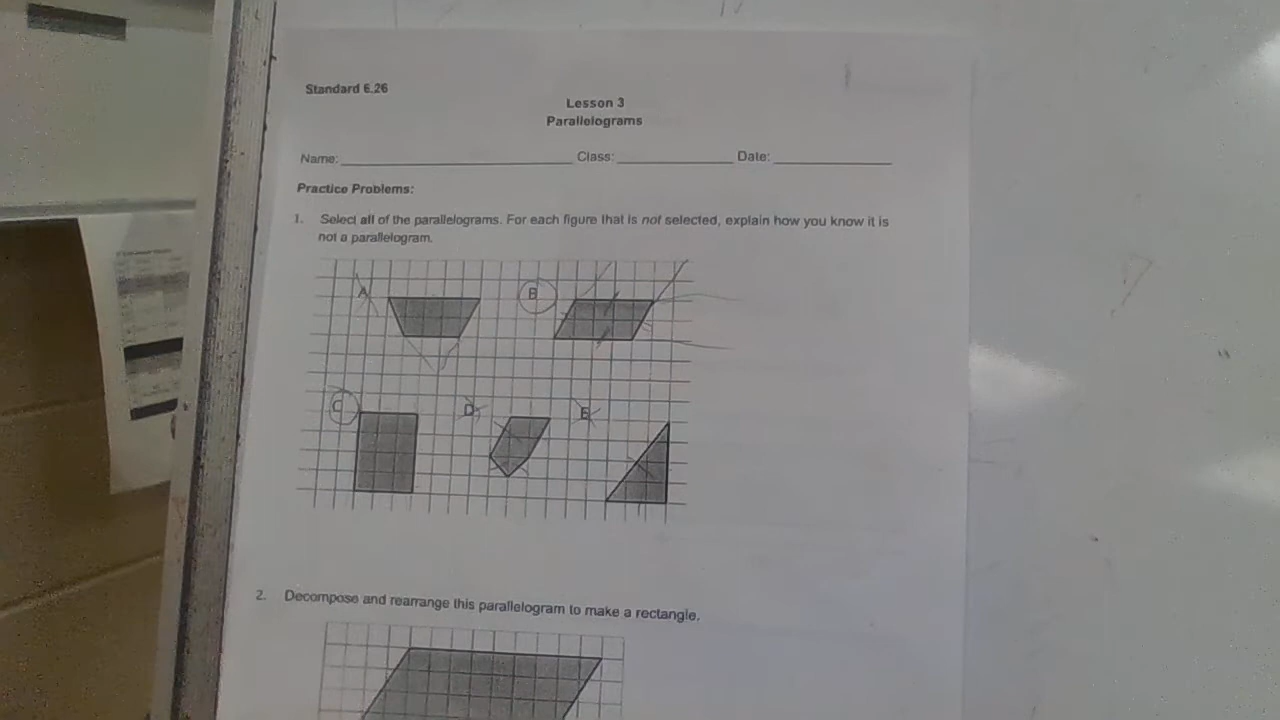 Standard 6.26
Lesson 3
Parallelograms
Name: Class: Date:
Practice Problems:
1. Select all of the parallelograms. For each figure that is not selected, explain how you know it is
not a parallelogram.
A B
C D E
2. Decompose and rearrange this parallelogram to make a rectangle.